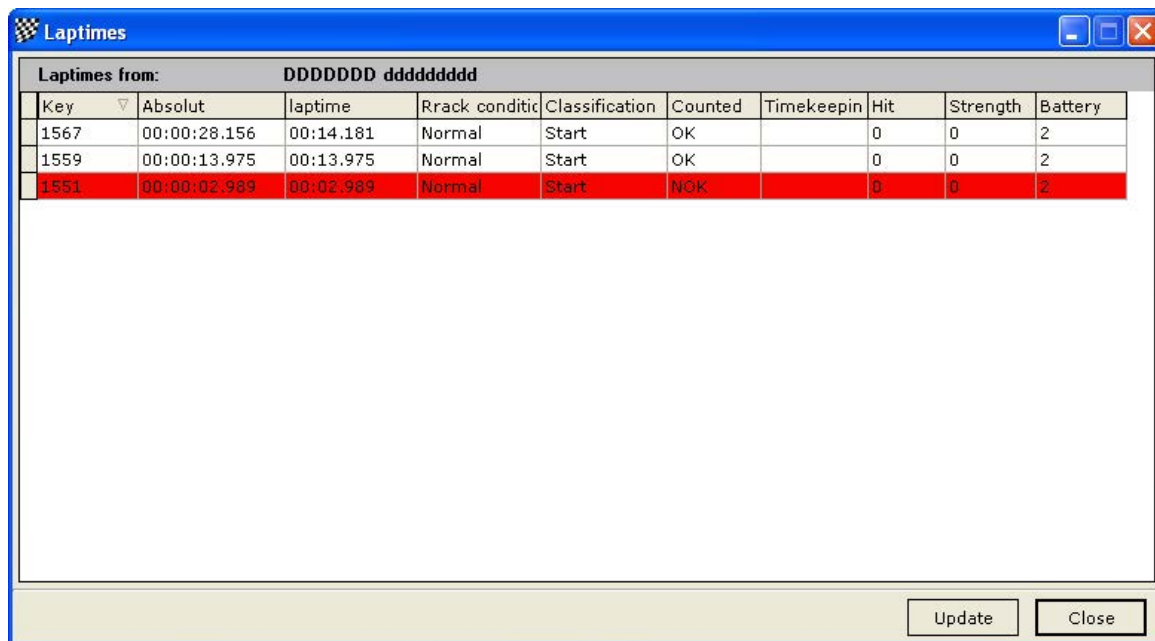 Laptimes
Laptimes from: DDDDDDD ddddddddd
Key Absolut laptime Rrack conditic Classification Counted Timekeepin Hit Strength Battery
1567 00:00:28.156 00:14.181 Normal Start OK 0 0 2
1559 00:00:13.975 00:13.975 Normal Start OK 0 0 2
1551 00:00:02.989 00:02.989 Normal Start NOK 0 0 2
Update Close